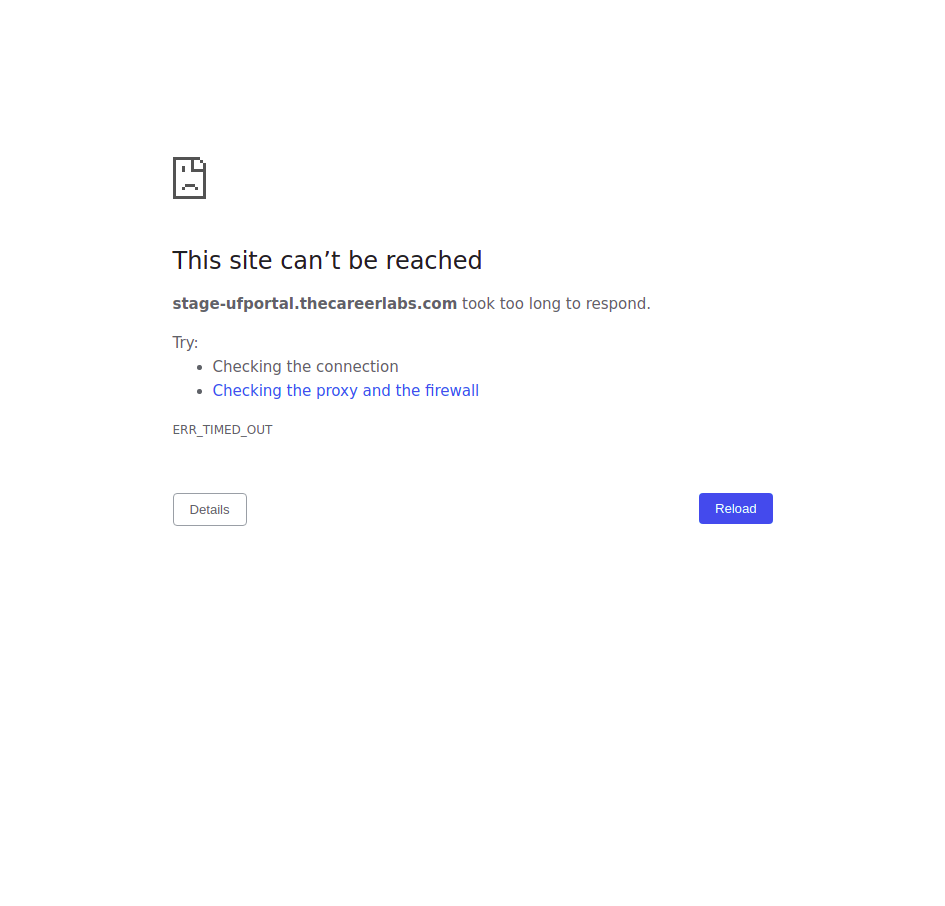 This site can’t be reached
stage-ufportal.thecareerlabs.com took too long to respond.
Try:
Checking the connection
Checking the proxy and the firewall
ERR_TIMED_OUT
Details
Reload